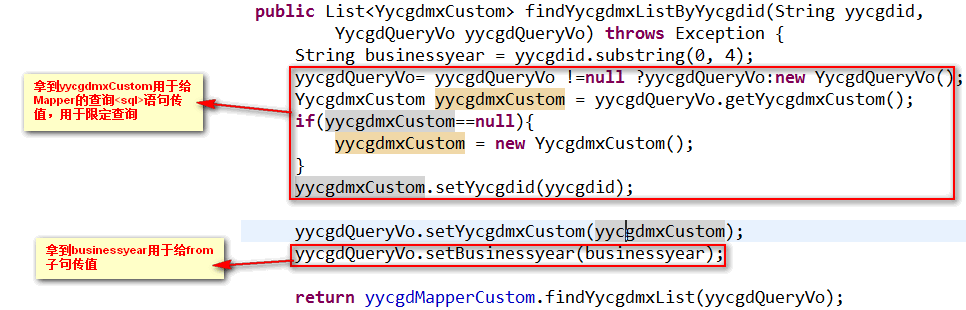 public List<YycgdmxCustom> findYycgdmxListByYycgdid(String yycgdid,
YycgdQueryVo yycgdQueryVo) throws Exception {
String businessyear = yycgdid.substring(0, 4);
yycgdQueryVo= yycgdQueryVo !=null ?yycgdQueryVo:new YycgdQueryVo();
YycgdmxCustom yycgdmxCustom = yycgdQueryVo.getYycgdmxCustom();
if(yycgdmxCustom==null){
yycgdmxCustom = new YycgdmxCustom();
}
yycgdmxCustom.setYycgdid(yycgdid);
拿到yycgdmxCustom用于给
Mapper的查询<sql>语句传
值，用于限定查询
yycgdQueryVo.setYycgdmxCustom(yycgdmxCustom);
yycgdQueryVo.setBusinessyear(businessyear);
拿到businessyear用于给from
子句传值
return yycgdMapperCustom.findYycgdmxList(yycgdQueryVo);